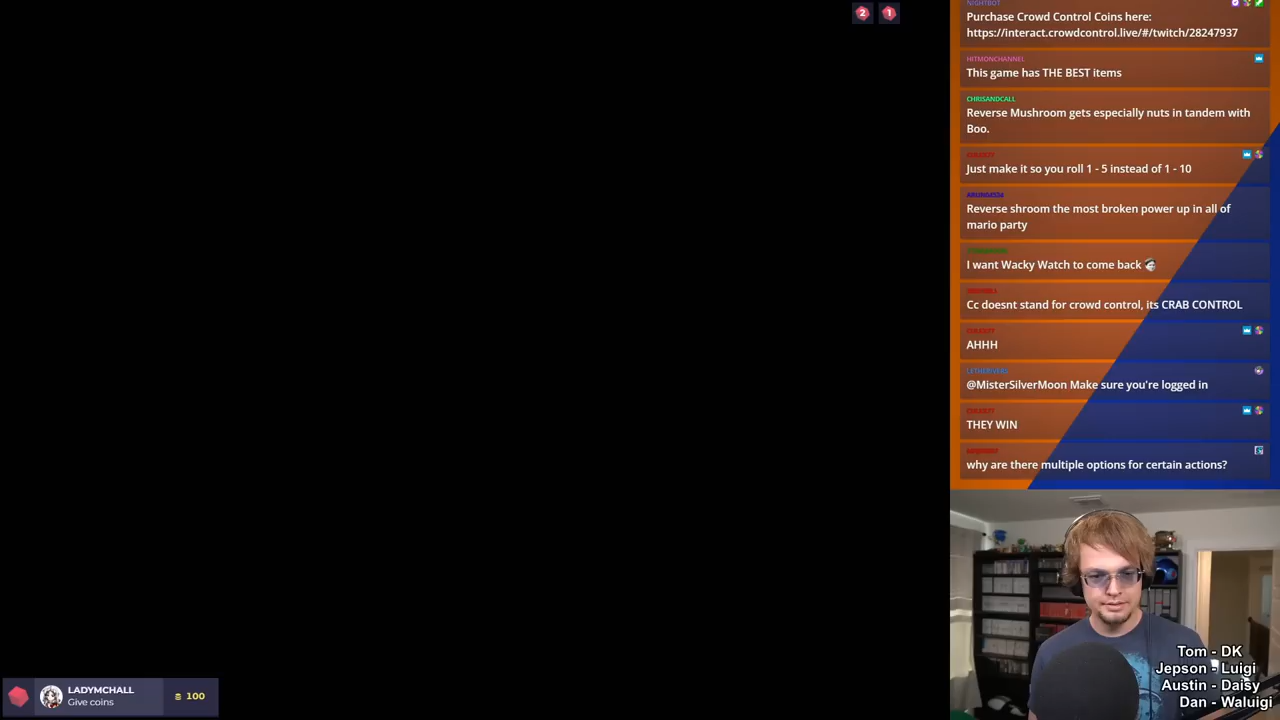 2 1
NIGHTBOT
Purchase Crowd Control Coins here:
https://interact.crowdcontrol.live/#/twitch/28247937
HITMONCHANNEL
This game has THE BEST items
CHRISANDCALL
Reverse Mushroom gets especially nuts in tandem with
Boo.
Just make it so you roll 1 - 5 instead of 1 - 10
Reverse shroom the most broken power up in all of
mario party
I want Wacky Watch to come back
Cc doesnt stand for crowd control, its CRAB CONTROL
AHHH
@MisterSilverMoon Make sure you're logged in
THEY WIN
why are there multiple options for certain actions?
Tom - DK
Jepson - Luigi
Austin - Daisy
Dan - Waluigi
LADYMCHALL
Give coins
100